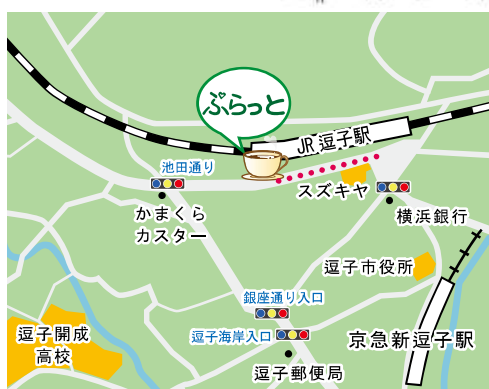 ぷらっと
JR逗子駅
池田通り
スズキヤ
かまくら
カスター
横浜銀行
逗子市役所
銀座通り入口
逗子海岸入口
京急新逗子駅
逗子開成
高校
逗子郵便局